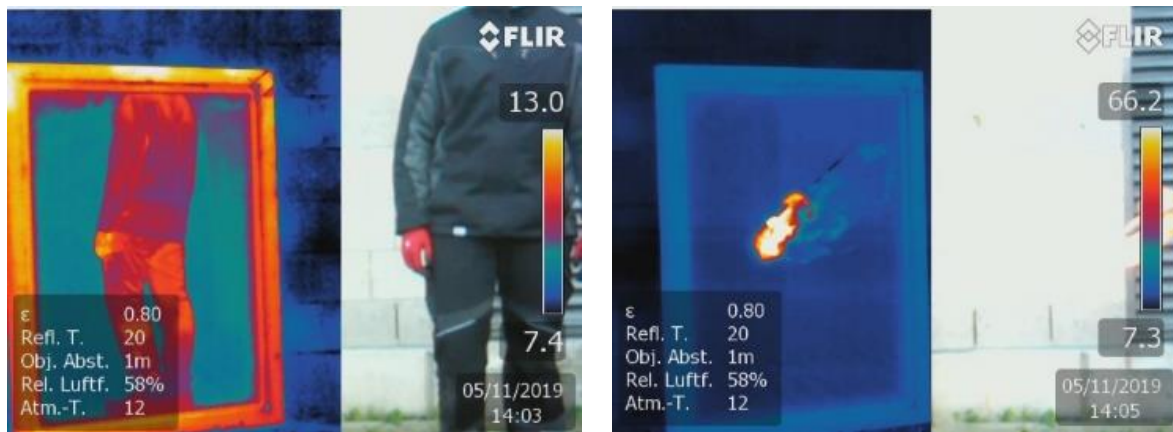 FLIR
13.0
ε 0.80
Refl. T. 20
Obj. Abst. 1m
Rel. Luftf. 58%
Atm.-T. 12
7.4
05/11/2019
14:03
FLIR
66.2
ε 0.80
Refl. T. 20
Obj. Abst. 1m
Rel. Luftf. 58%
Atm.-T. 12
7.3
05/11/2019
14:05